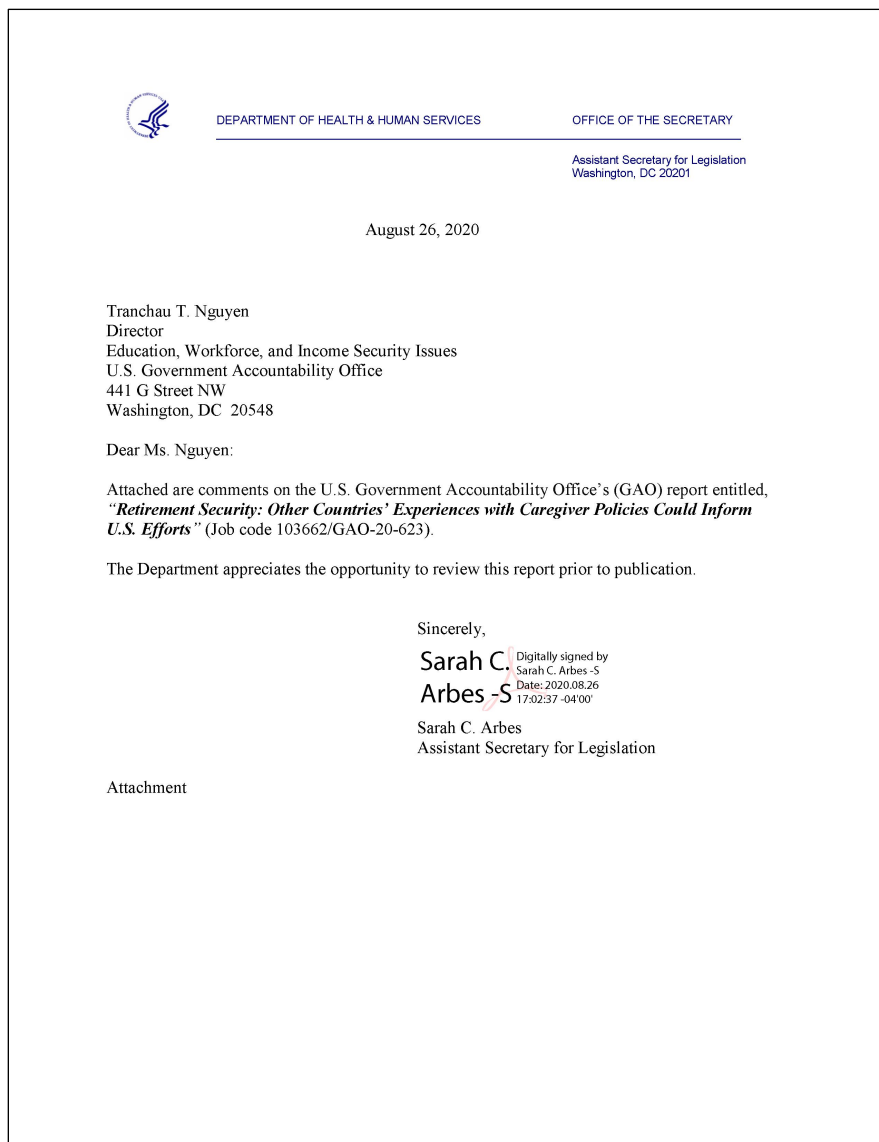 DEPARTMENT OF HEALTH & HUMAN SERVICES
OFFICE OF THE SECRETARY
Assistant Secretary for Legislation
Washington, DC 20201
August 26, 2020
Tranchau T. Nguyen
Director
Education, Workforce, and Income Security Issues
U.S. Government Accountability Office
441 G Street NW
Washington, DC  20548
Dear Ms. Nguyen:
Attached are comments on the U.S. Government Accountability Office’s (GAO) report entitled,
“Retirement Security: Other Countries’ Experiences with Caregiver Policies Could Inform
U.S. Efforts” (Job code 103662/GAO-20-623).
The Department appreciates the opportunity to review this report prior to publication.
Sincerely,
Sarah C.
Arbes -S
Digitally signed by
Sarah C. Arbes -S
Date: 2020.08.26
17:02:37 -04'00'
Sarah C. Arbes
Assistant Secretary for Legislation
Attachment